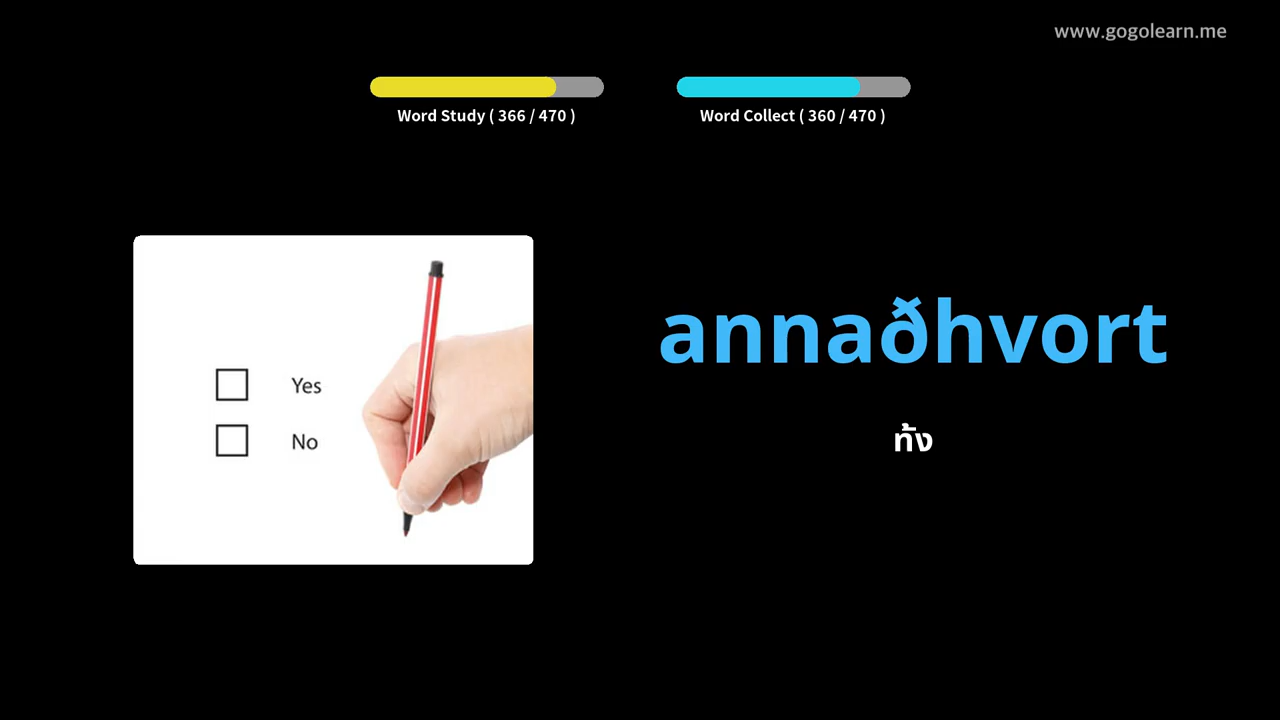 www.gogolearn.me
Word Study ( 366 / 470 )
Word Collect ( 360 / 470 )
Yes
No
annaðhvort
ทั้ง